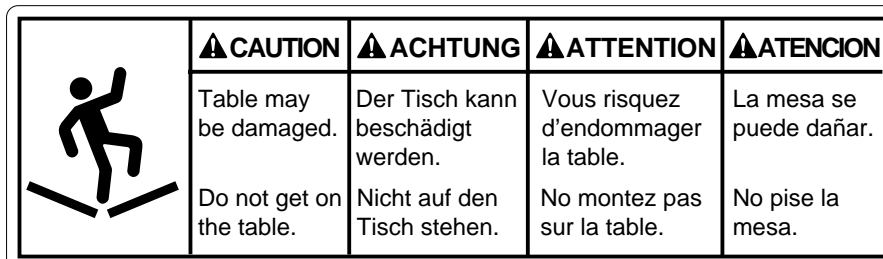 ⚠CAUTION
Table may
be damaged.
Do not get on
the table.
⚠ACHTUNG
Der Tisch kann
beschädigt
werden.
Nicht auf den
Tisch stehen.
⚠ATTENTION
Vous risquez
d'endommager
la table.
No montez pas
sur la table.
⚠ATENCION
La mesa se
puede dañar.
No pise la
mesa.